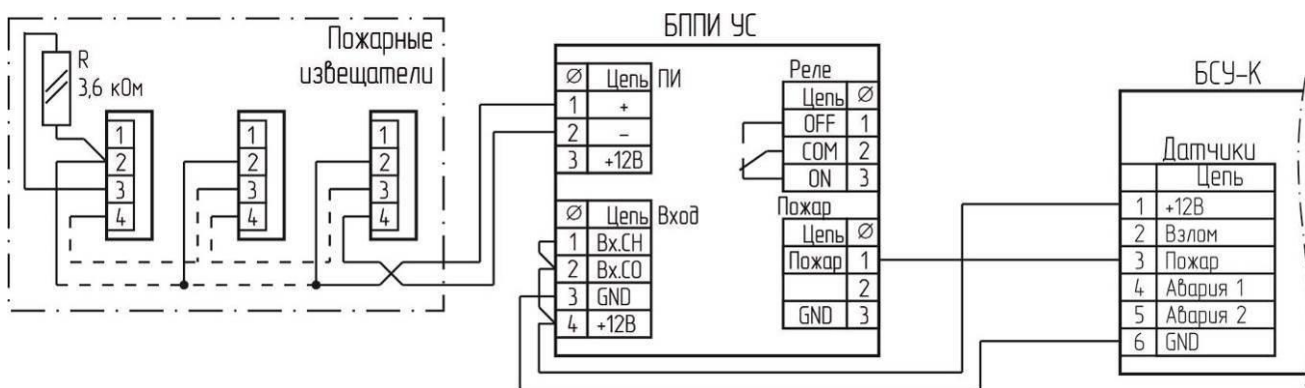 Пожарные
извещатели
R
3,6 кОм
1
2
3
4
1
2
3
4
1
2
3
4
БППИ УС
∅ Цепь ПИ
1 +
2 –
3 +12В
∅ Цепь Вход
1 Вх.СН
2 Вх.СО
3 GND
4 +12В
Реле
Цепь ∅
OFF 1
COM 2
ON 3
Пожар
Цепь ∅
Пожар 1
2
GND 3
БСУ-К
Датчики
Цепь
1 +12В
2 Взлом
3 Пожар
4 Авария 1
5 Авария 2
6 GND